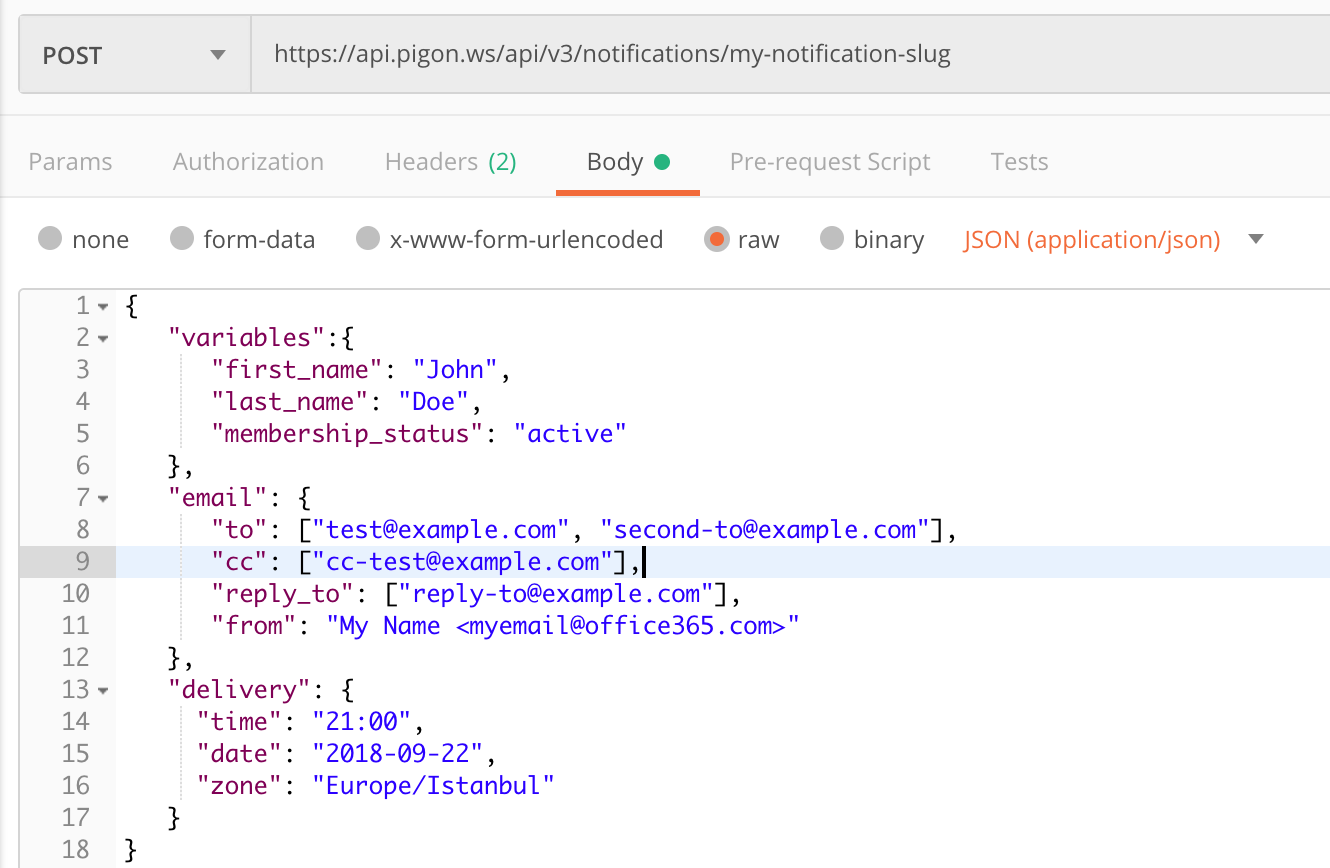 POST https://api.pigon.ws/api/v3/notifications/my-notification-slug
Params Authorization Headers (2) Body Pre-request Script Tests
none form-data x-www-form-urlencoded raw binary JSON (application/json)
1 {
2 "variables":{
3 "first_name": "John",
4 "last_name": "Doe",
5 "membership_status": "active"
6 },
7 "email": {
8 "to": ["test@example.com", "second-to@example.com"],
9 "cc": ["cc-test@example.com"],
10 "reply_to": ["reply-to@example.com"],
11 "from": "My Name <myemail@office365.com>"
12 },
13 "delivery": {
14 "time": "21:00",
15 "date": "2018-09-22",
16 "zone": "Europe/Istanbul"
17 }
18 }